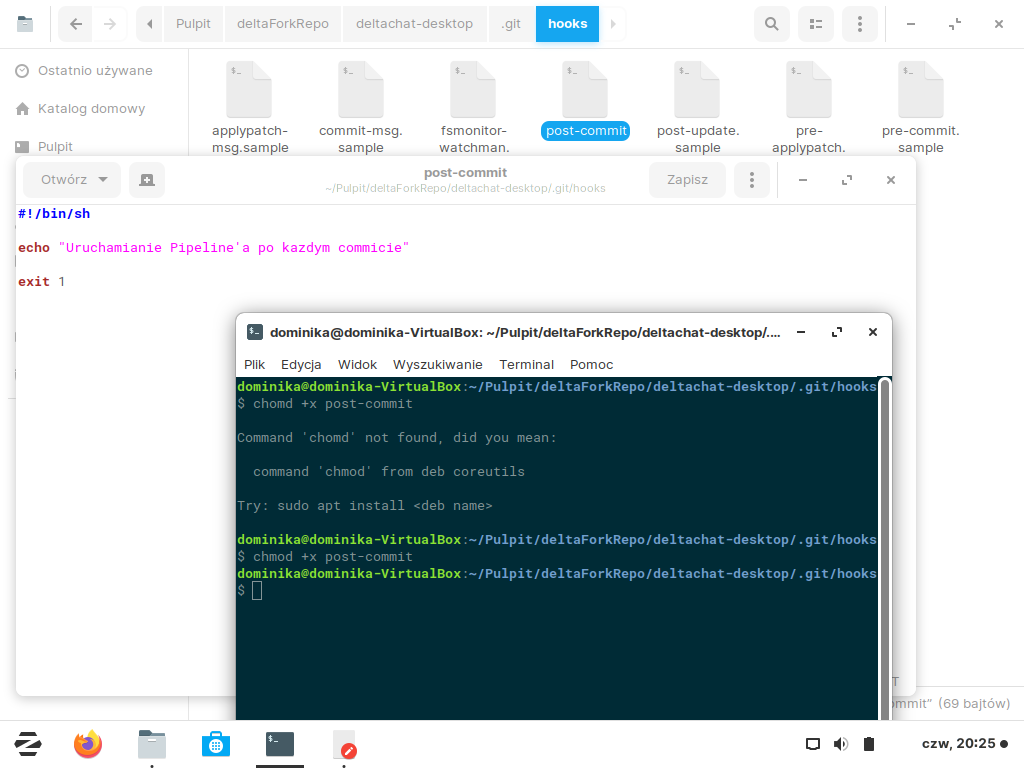 Pulpit deltaForkRepo deltachat-desktop .git hooks
Ostatnio używane
Katalog domowy
Pulpit
applypatch-
msg.sample
commit-msg.
sample
fsmonitor-
watchman.
post-commit
post-update.
sample
pre-
applypatch.
pre-commit.
sample
Otwórz
post-commit
~/Pulpit/deltaForkRepo/deltachat-desktop/.git/hooks
Zapisz
#!/bin/sh
echo "Uruchamianie Pipeline'a po kazdym commicie"
exit 1
dominika@dominika-VirtualBox: ~/Pulpit/deltaForkRepo/deltachat-desktop/....
Plik Edycja Widok Wyszukiwanie Terminal Pomoc
dominika@dominika-VirtualBox:~/Pulpit/deltaForkRepo/deltachat-desktop/.git/hooks
$ chomd +x post-commit
Command 'chomd' not found, did you mean:
command 'chmod' from deb coreutils
Try: sudo apt install <deb name>
dominika@dominika-VirtualBox:~/Pulpit/deltaForkRepo/deltachat-desktop/.git/hooks
$ chmod +x post-commit
dominika@dominika-VirtualBox:~/Pulpit/deltaForkRepo/deltachat-desktop/.git/hooks
$
ommit" (69 bajtów)
czw, 20:25